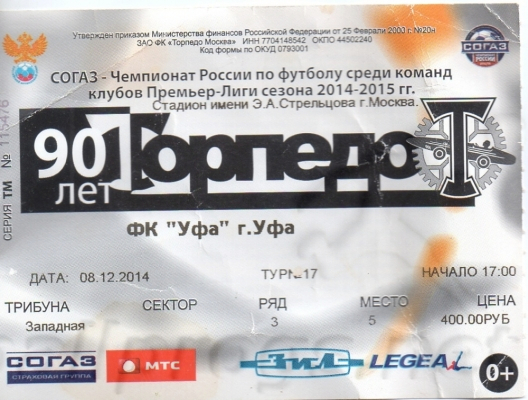 Утвержден приказом Министерства финансов Российской Федерации от 25 Февраля 2000 г. №20н
ЗАО ФК «Торпедо Москва» ИНН 7704148542 ОКПО 44502240
Код формы по ОКУД 0793001
СОГАЗ
СОГАЗ - Чемпионат России по футболу среди команд
клубов Премьер-Лиги сезона 2014-2015 гг.
Стадион имени Э.А.Стрельцова г.Москва.
СЕРИЯ ТМ № 115476
90 лет Торпедо
ФК "Уфа" г.Уфа
ДАТА: 08.12.2014 ТУР№17 НАЧАЛО 17:00
ТРИБУНА СЕКТОР РЯД МЕСТО ЦЕНА
Западная 3 5 400.00РУБ
СОГАЗ МТС ЗИЛ LEGEA 0+
СТРАХОВАЯ ГРУППА